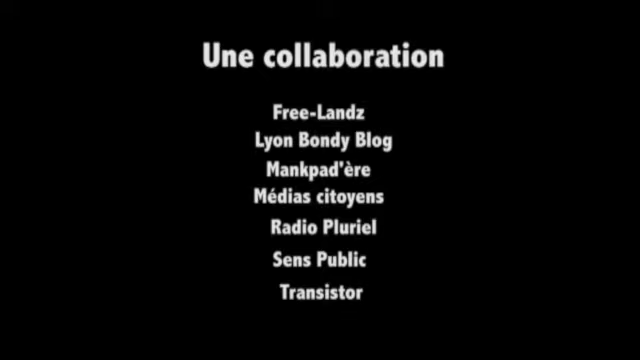 Une collaboration
Free-Landz
Lyon Bondy Blog
Mankpad'ère
Médias citoyens
Radio Pluriel
Sens Public
Transistor